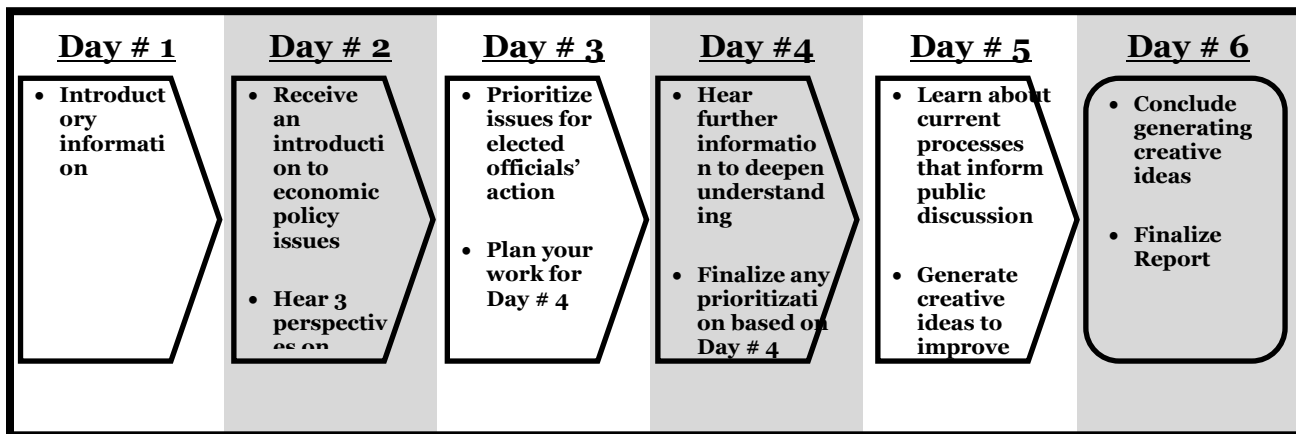 Day # 1
• Introduct
ory
informati
on
Day # 2
• Receive
an
introducti
on to
economic
policy
issues
• Hear 3
perspectiv
es on
Day # 3
• Prioritize
issues for
elected
officials’
action
• Plan your
work for
Day # 4
Day #4
• Hear
further
informatio
n to deepen
understand
ing
• Finalize any
prioritizati
on based on
Day # 4
Day # 5
• Learn about
current
processes
that inform
public
discussion
• Generate
creative
ideas to
improve
Day # 6
• Conclude
generating
creative
ideas
• Finalize
Report